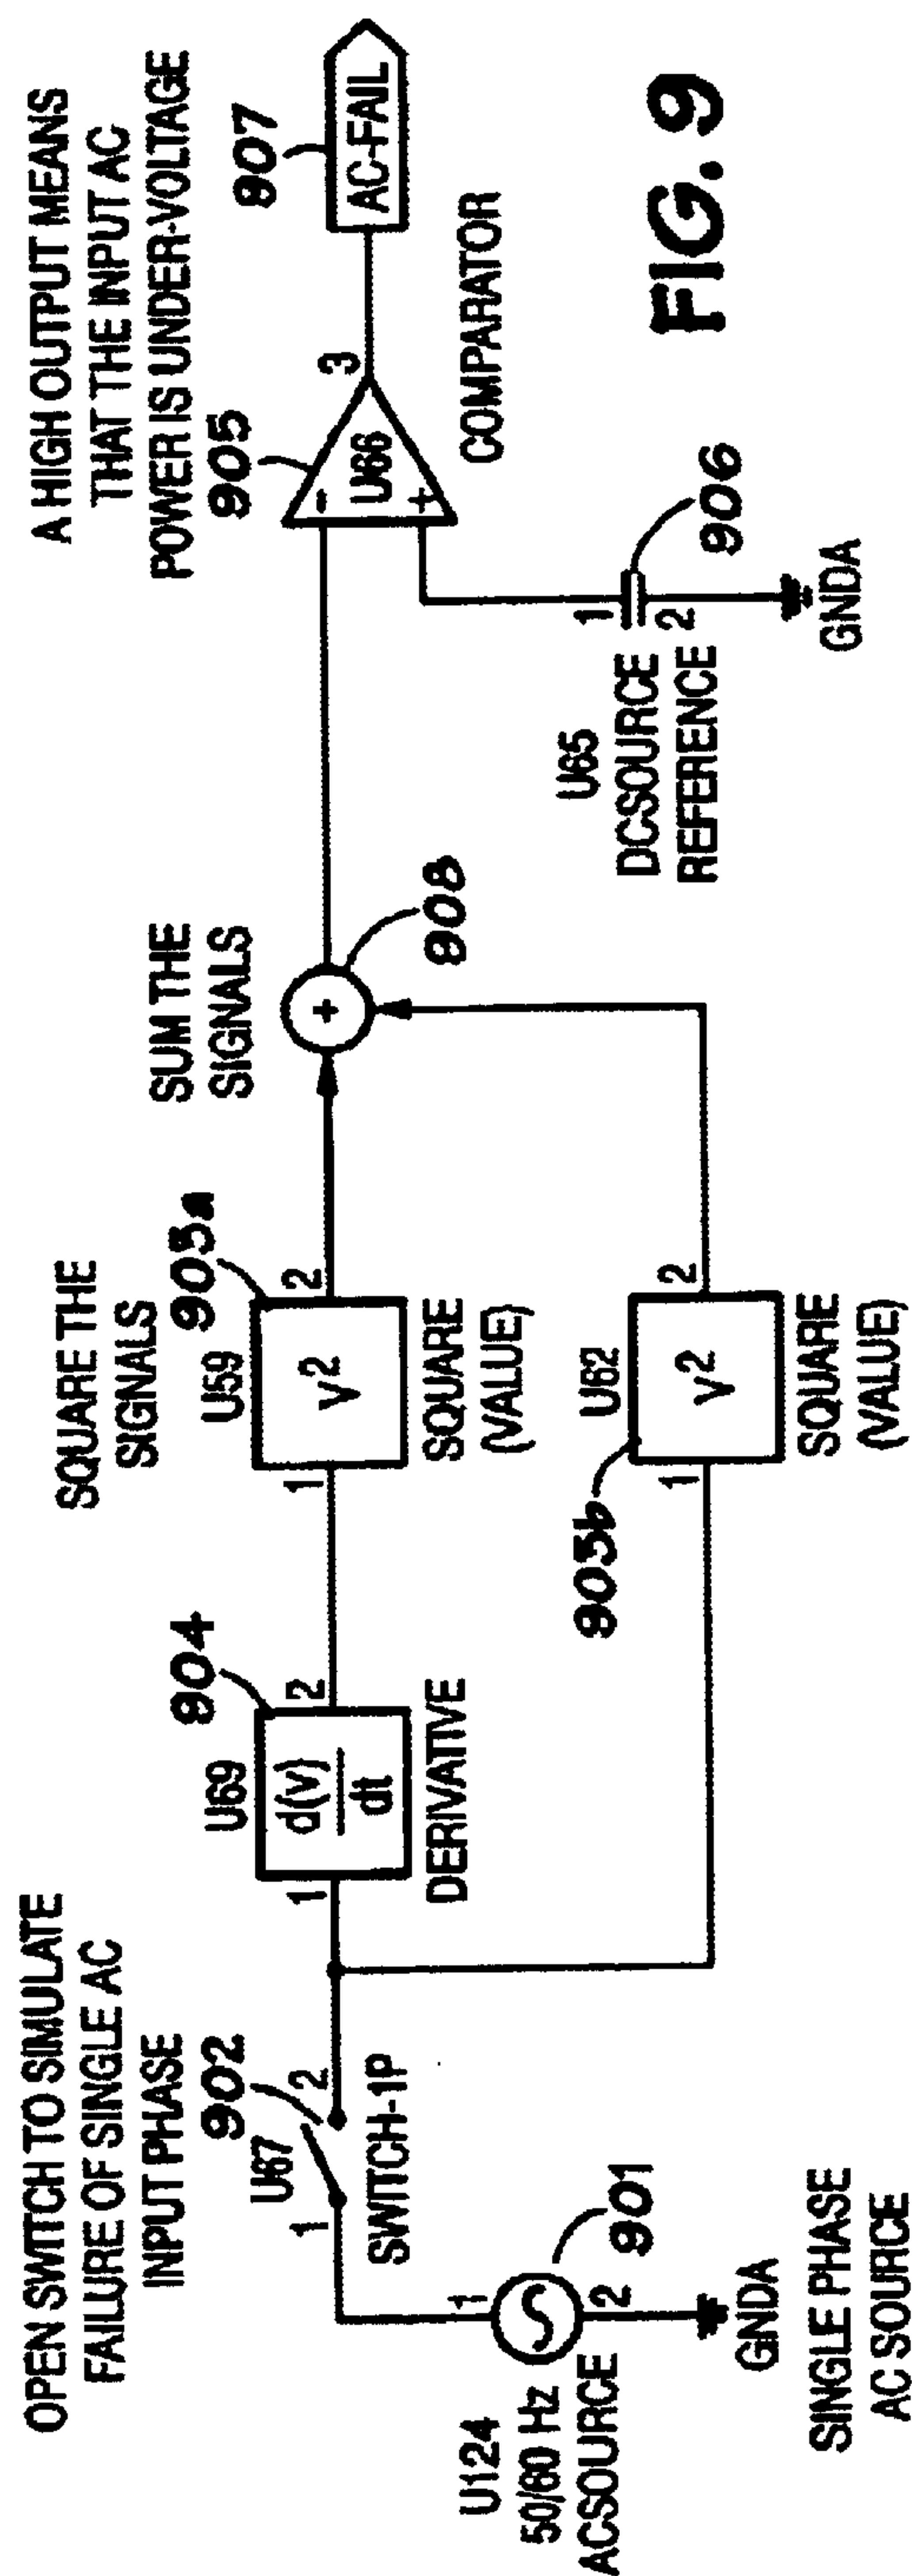 OPEN SWITCH TO SIMULATE
FAILURE OF SINGLE AC
INPUT PHASE
902
U67
1
2
SWITCH-1P
U124
50/60 Hz
ACSOURCE
1
2
901
GNDA
SINGLE PHASE
AC SOURCE
904
U69
1
d(v)
dt
2
DERIVATIVE
SQUARE THE
SIGNALS
903a
U59
1
V2
2
SQUARE
(VALUE)
903b
U62
1
V2
2
SQUARE
(VALUE)
SUM THE
SIGNALS
+
908
A HIGH OUTPUT MEANS
THAT THE INPUT AC
POWER IS UNDER-VOLTAGE
905
-
U66
+
3
COMPARATOR
907
AC-FAIL
U65
DCSOURCE
REFERENCE
1
2
906
GNDA
FIG. 9